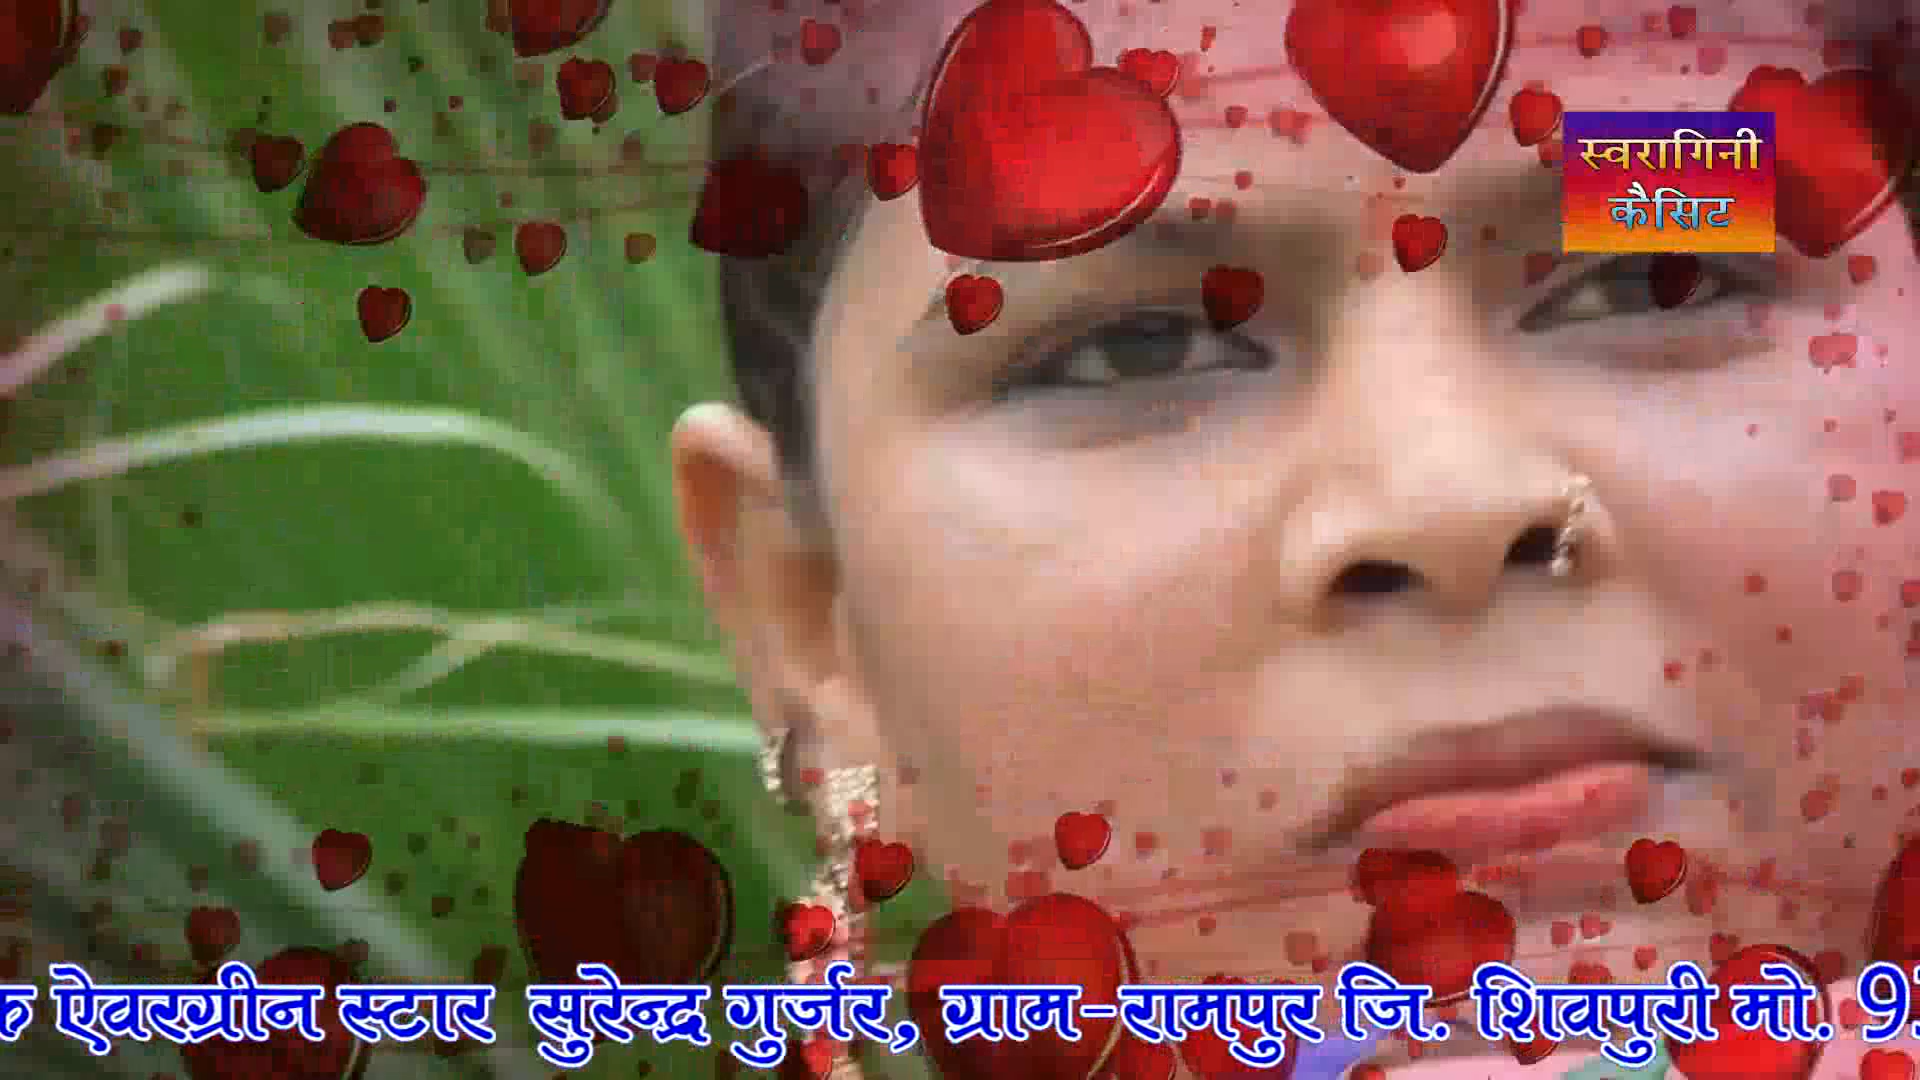 स्वरागिनी
कैसिट
ऐवरग्रीन स्टार सुरेन्द्र गुर्जर, ग्राम-रामपुर जि. शिवपुरी मो.